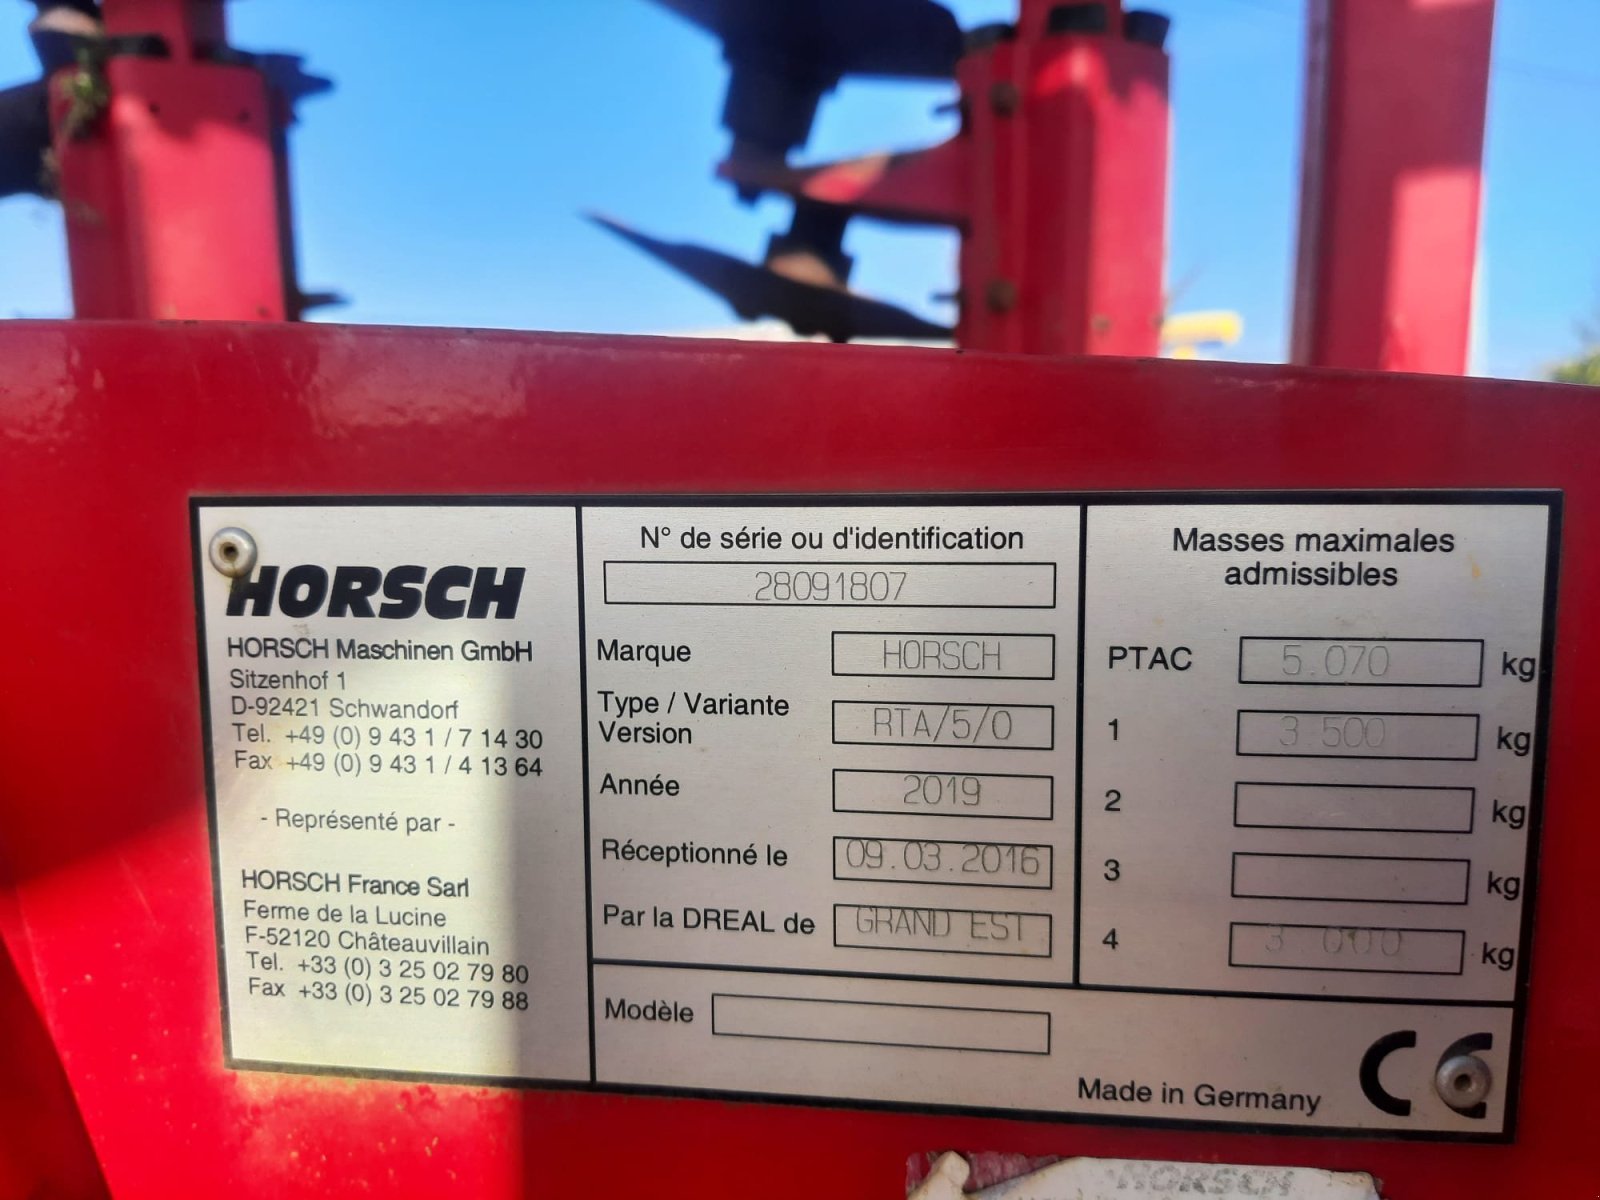 HORSCH
HORSCH Maschinen GmbH
Sitzenhof 1
D-92421 Schwandorf
Tel. +49 (0) 9 43 1 / 7 14 30
Fax +49 (0) 9 43 1 / 4 13 64
- Représenté par -
HORSCH France Sarl
Ferme de la Lucine
F-52120 Châteauvillain
Tel. +33 (0) 3 25 02 79 80
Fax +33 (0) 3 25 02 79 88
N° de série ou d'identification
28091807
Marque HORSCH
Type / Variante
Version RTA/5/0
Année 2019
Réceptionné le 09.03.2016
Par la DREAL de GRAND EST
Modèle
Masses maximales
admissibles
PTAC 5.070 kg
1 3 500 kg
2 kg
3 kg
4 3 000 kg
Made in Germany CE
HORSCH